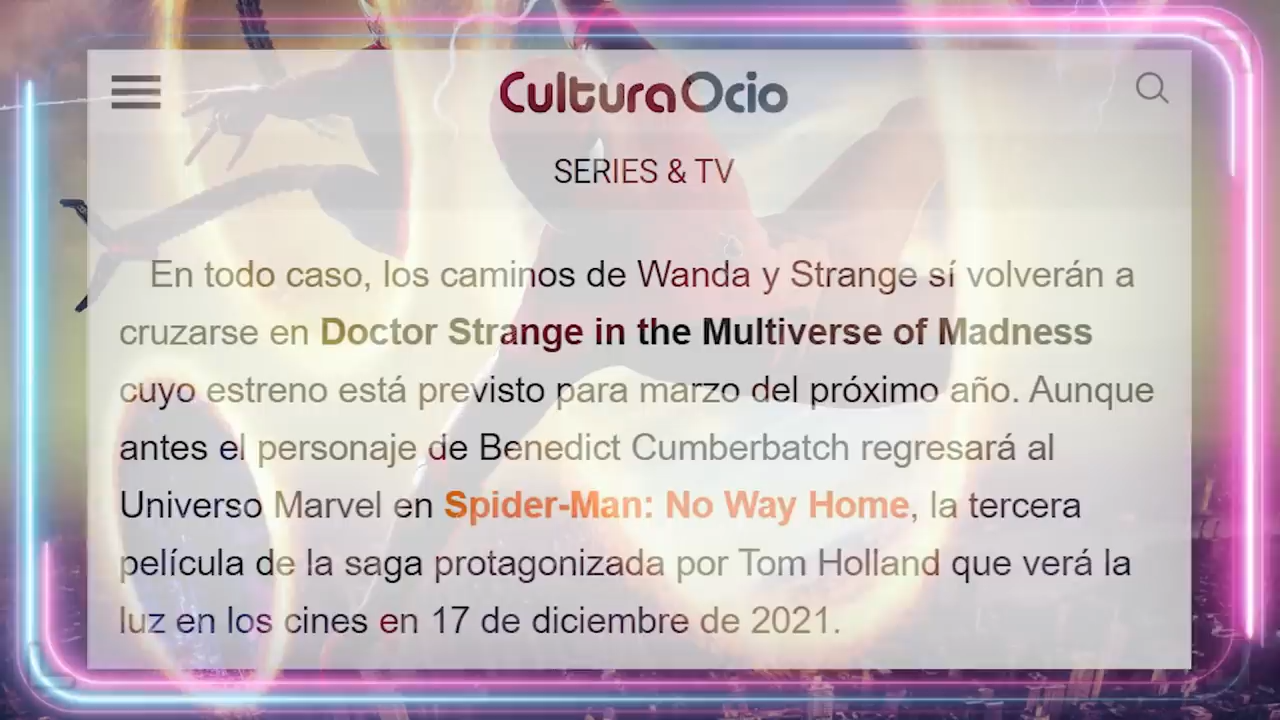 CulturaOcio
SERIES & TV
En todo caso, los caminos de Wanda y Strange sí volverán a
cruzarse en Doctor Strange in the Multiverse of Madness
cuyo estreno está previsto para marzo del próximo año. Aunque
antes el personaje de Benedict Cumberbatch regresará al
Universo Marvel en Spider-Man: No Way Home, la tercera
película de la saga protagonizada por Tom Holland que verá la
luz en los cines en 17 de diciembre de 2021.